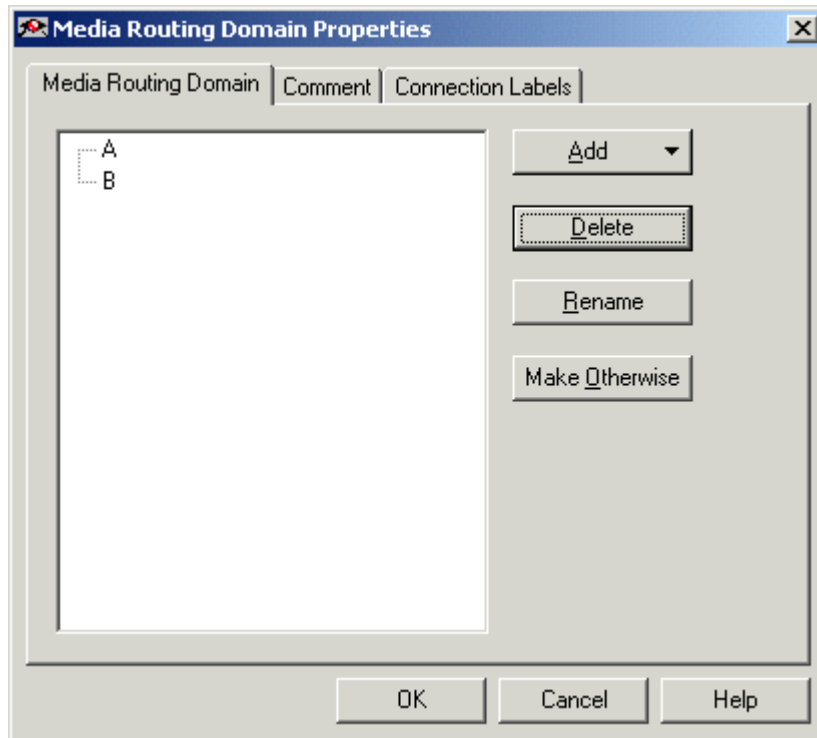 Media Routing Domain Properties
Media Routing Domain
Comment
Connection Labels
A
B
Add
Delete
Rename
Make Otherwise
OK
Cancel
Help